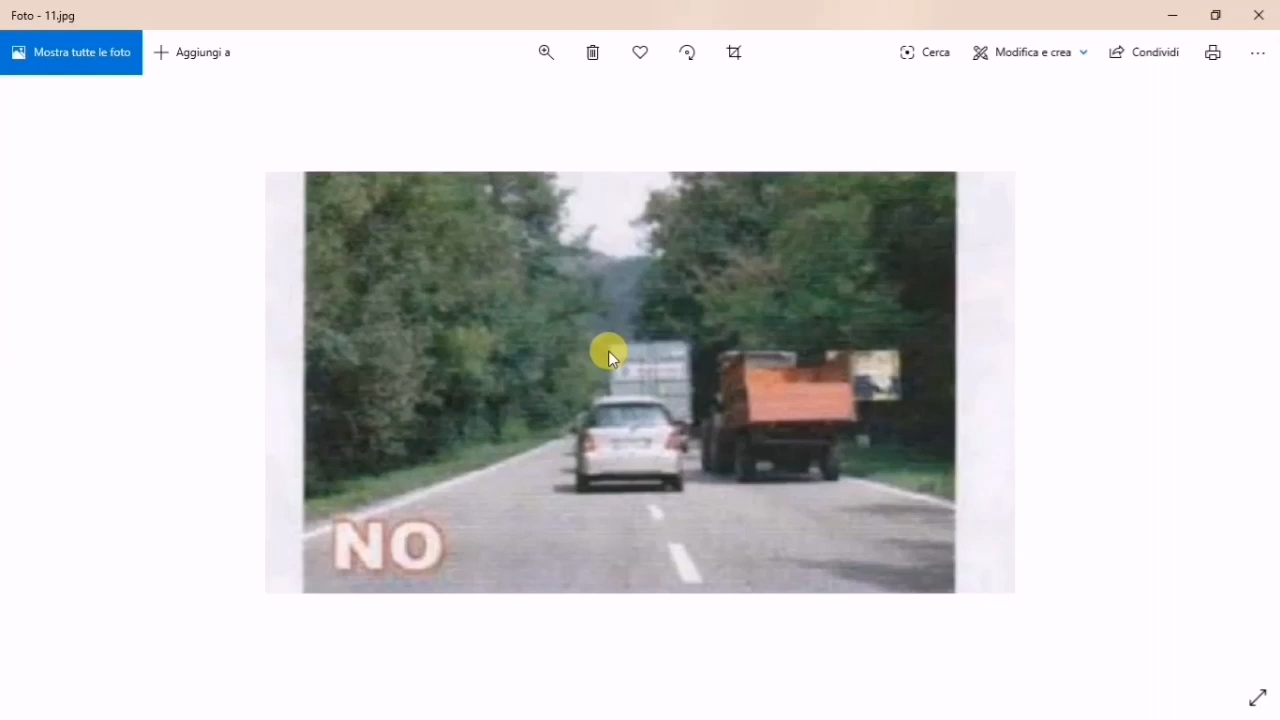 Foto - 11.jpg
Mostra tutte le foto
Aggiungi a
Cerca
Modifica e crea
Condividi
NO